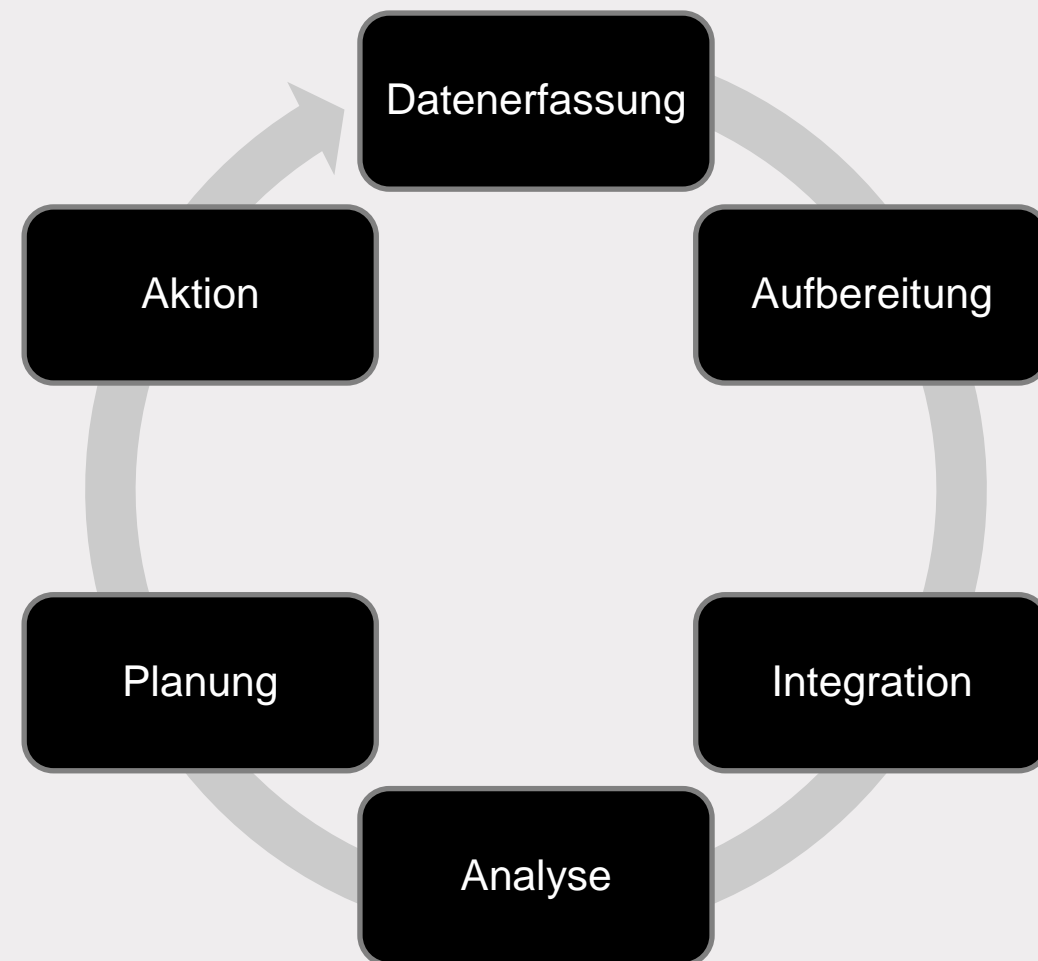 Datenerfassung
Aufbereitung
Integration
Analyse
Planung
Aktion